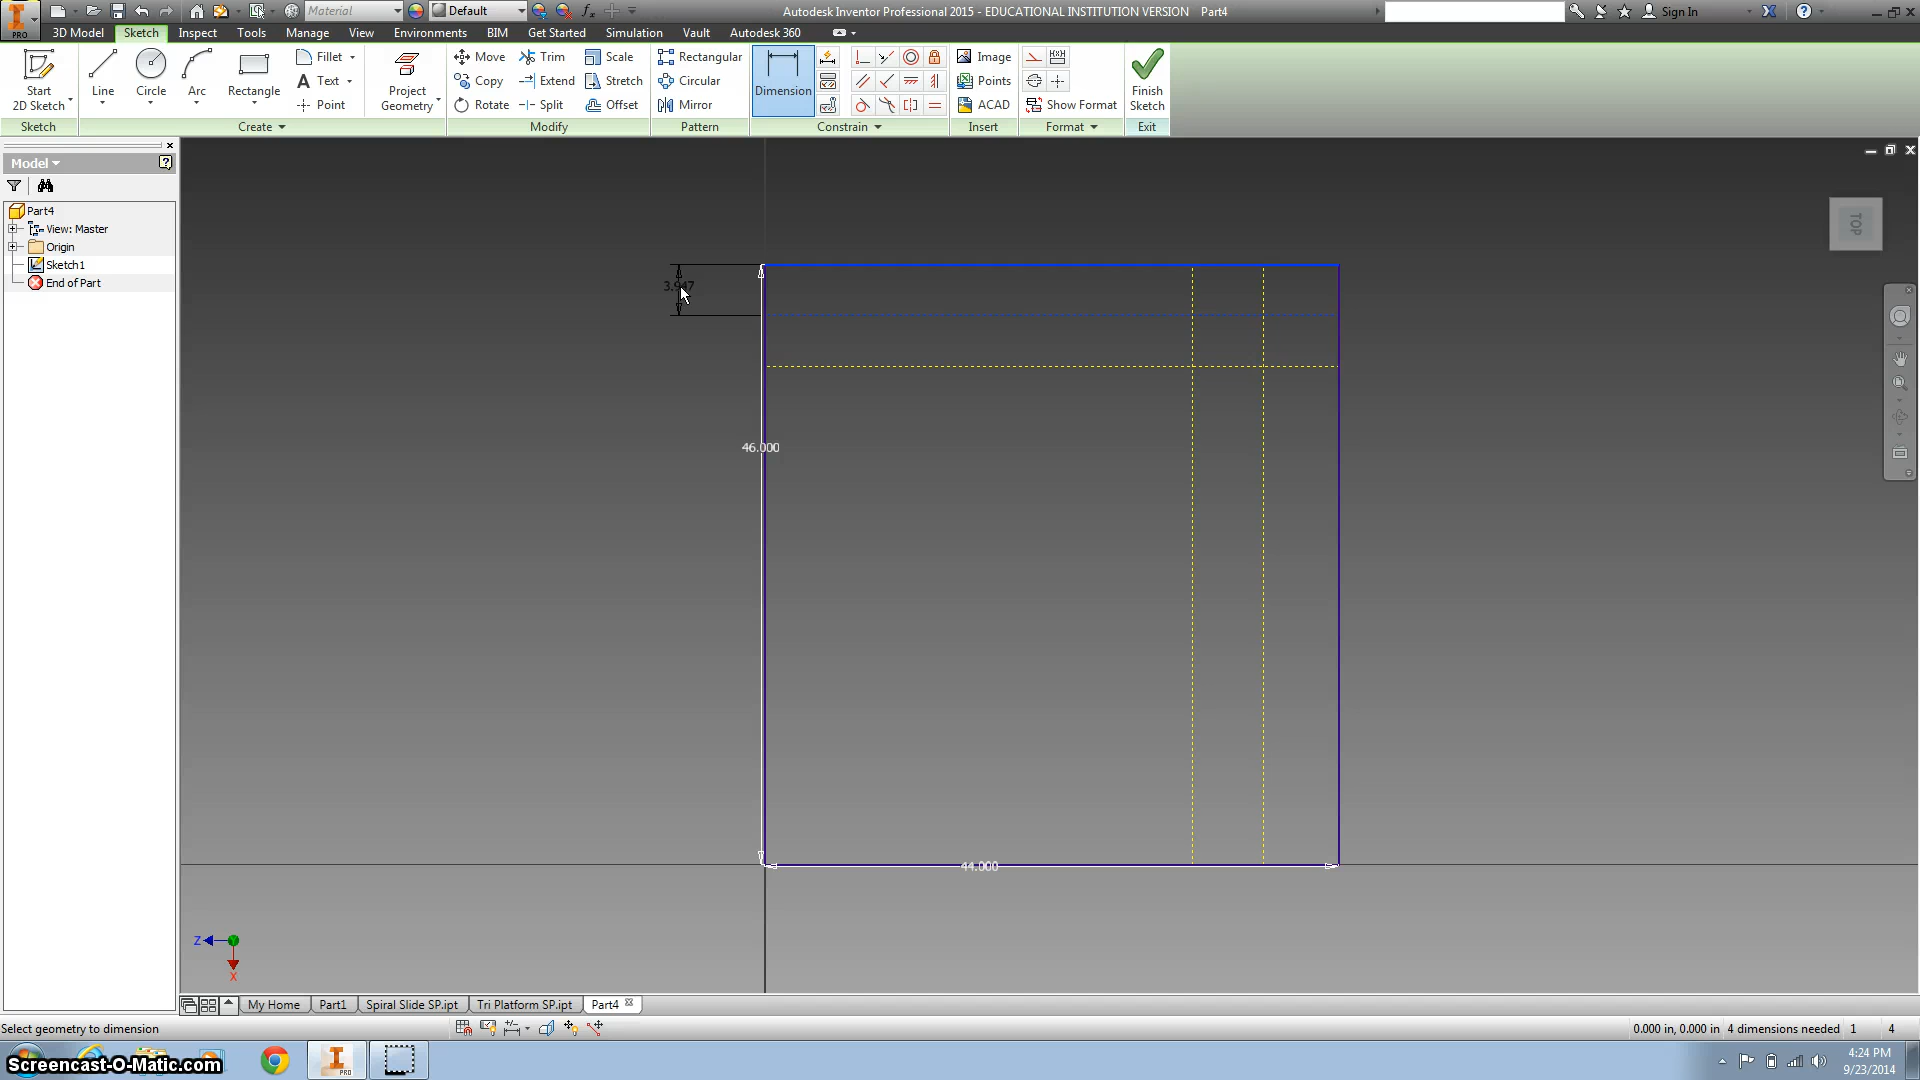 Material
Default
Autodesk Inventor Professional 2015 - EDUCATIONAL INSTITUTION VERSION Part4
Sign In
PRO
3D Model Sketch Inspect Tools Manage View Environments BIM Get Started Simulation Vault Autodesk 360
Start
2D Sketch
Line
Circle
Arc
Rectangle
Fillet
Text
Point
Project
Geometry
Move Trim Scale
Copy Extend Stretch
Rotate Split Offset
Rectangular
Circular
Mirror
Dimension
Image
Points
ACAD
Show Format
Finish
Sketch
Sketch Create Modify Pattern Constrain Insert Format Exit
Model
Part4
View: Master
Origin
Sketch1
End of Part
TOP
46.000
44.000
Z
X
My Home Part1 Spiral Slide SP.ipt Tri Platform SP.ipt Part4
Select geometry to dimension
0.000 in, 0.000 in 4 dimensions needed 1 4
Screencast-O-Matic.com
PRO
4:24 PM
9/23/2014